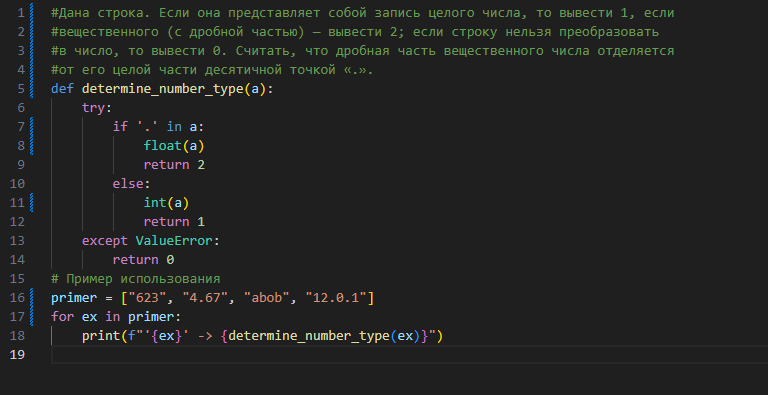 1 #Дана строка. Если она представляет собой запись целого числа, то вывести 1, если
2 #вещественного (с дробной частью) — вывести 2; если строку нельзя преобразовать
3 #в число, то вывести 0. Считать, что дробная часть вещественного числа отделяется
4 #от его целой части десятичной точкой «.».
5 def determine_number_type(a):
6     try:
7         if '.' in a:
8             float(a)
9             return 2
10         else:
11             int(a)
12             return 1
13     except ValueError:
14         return 0
15 # Пример использования
16 primer = ["623", "4.67", "abob", "12.0.1"]
17 for ex in primer:
18     print(f"'{ex}' -> {determine_number_type(ex)}")
19